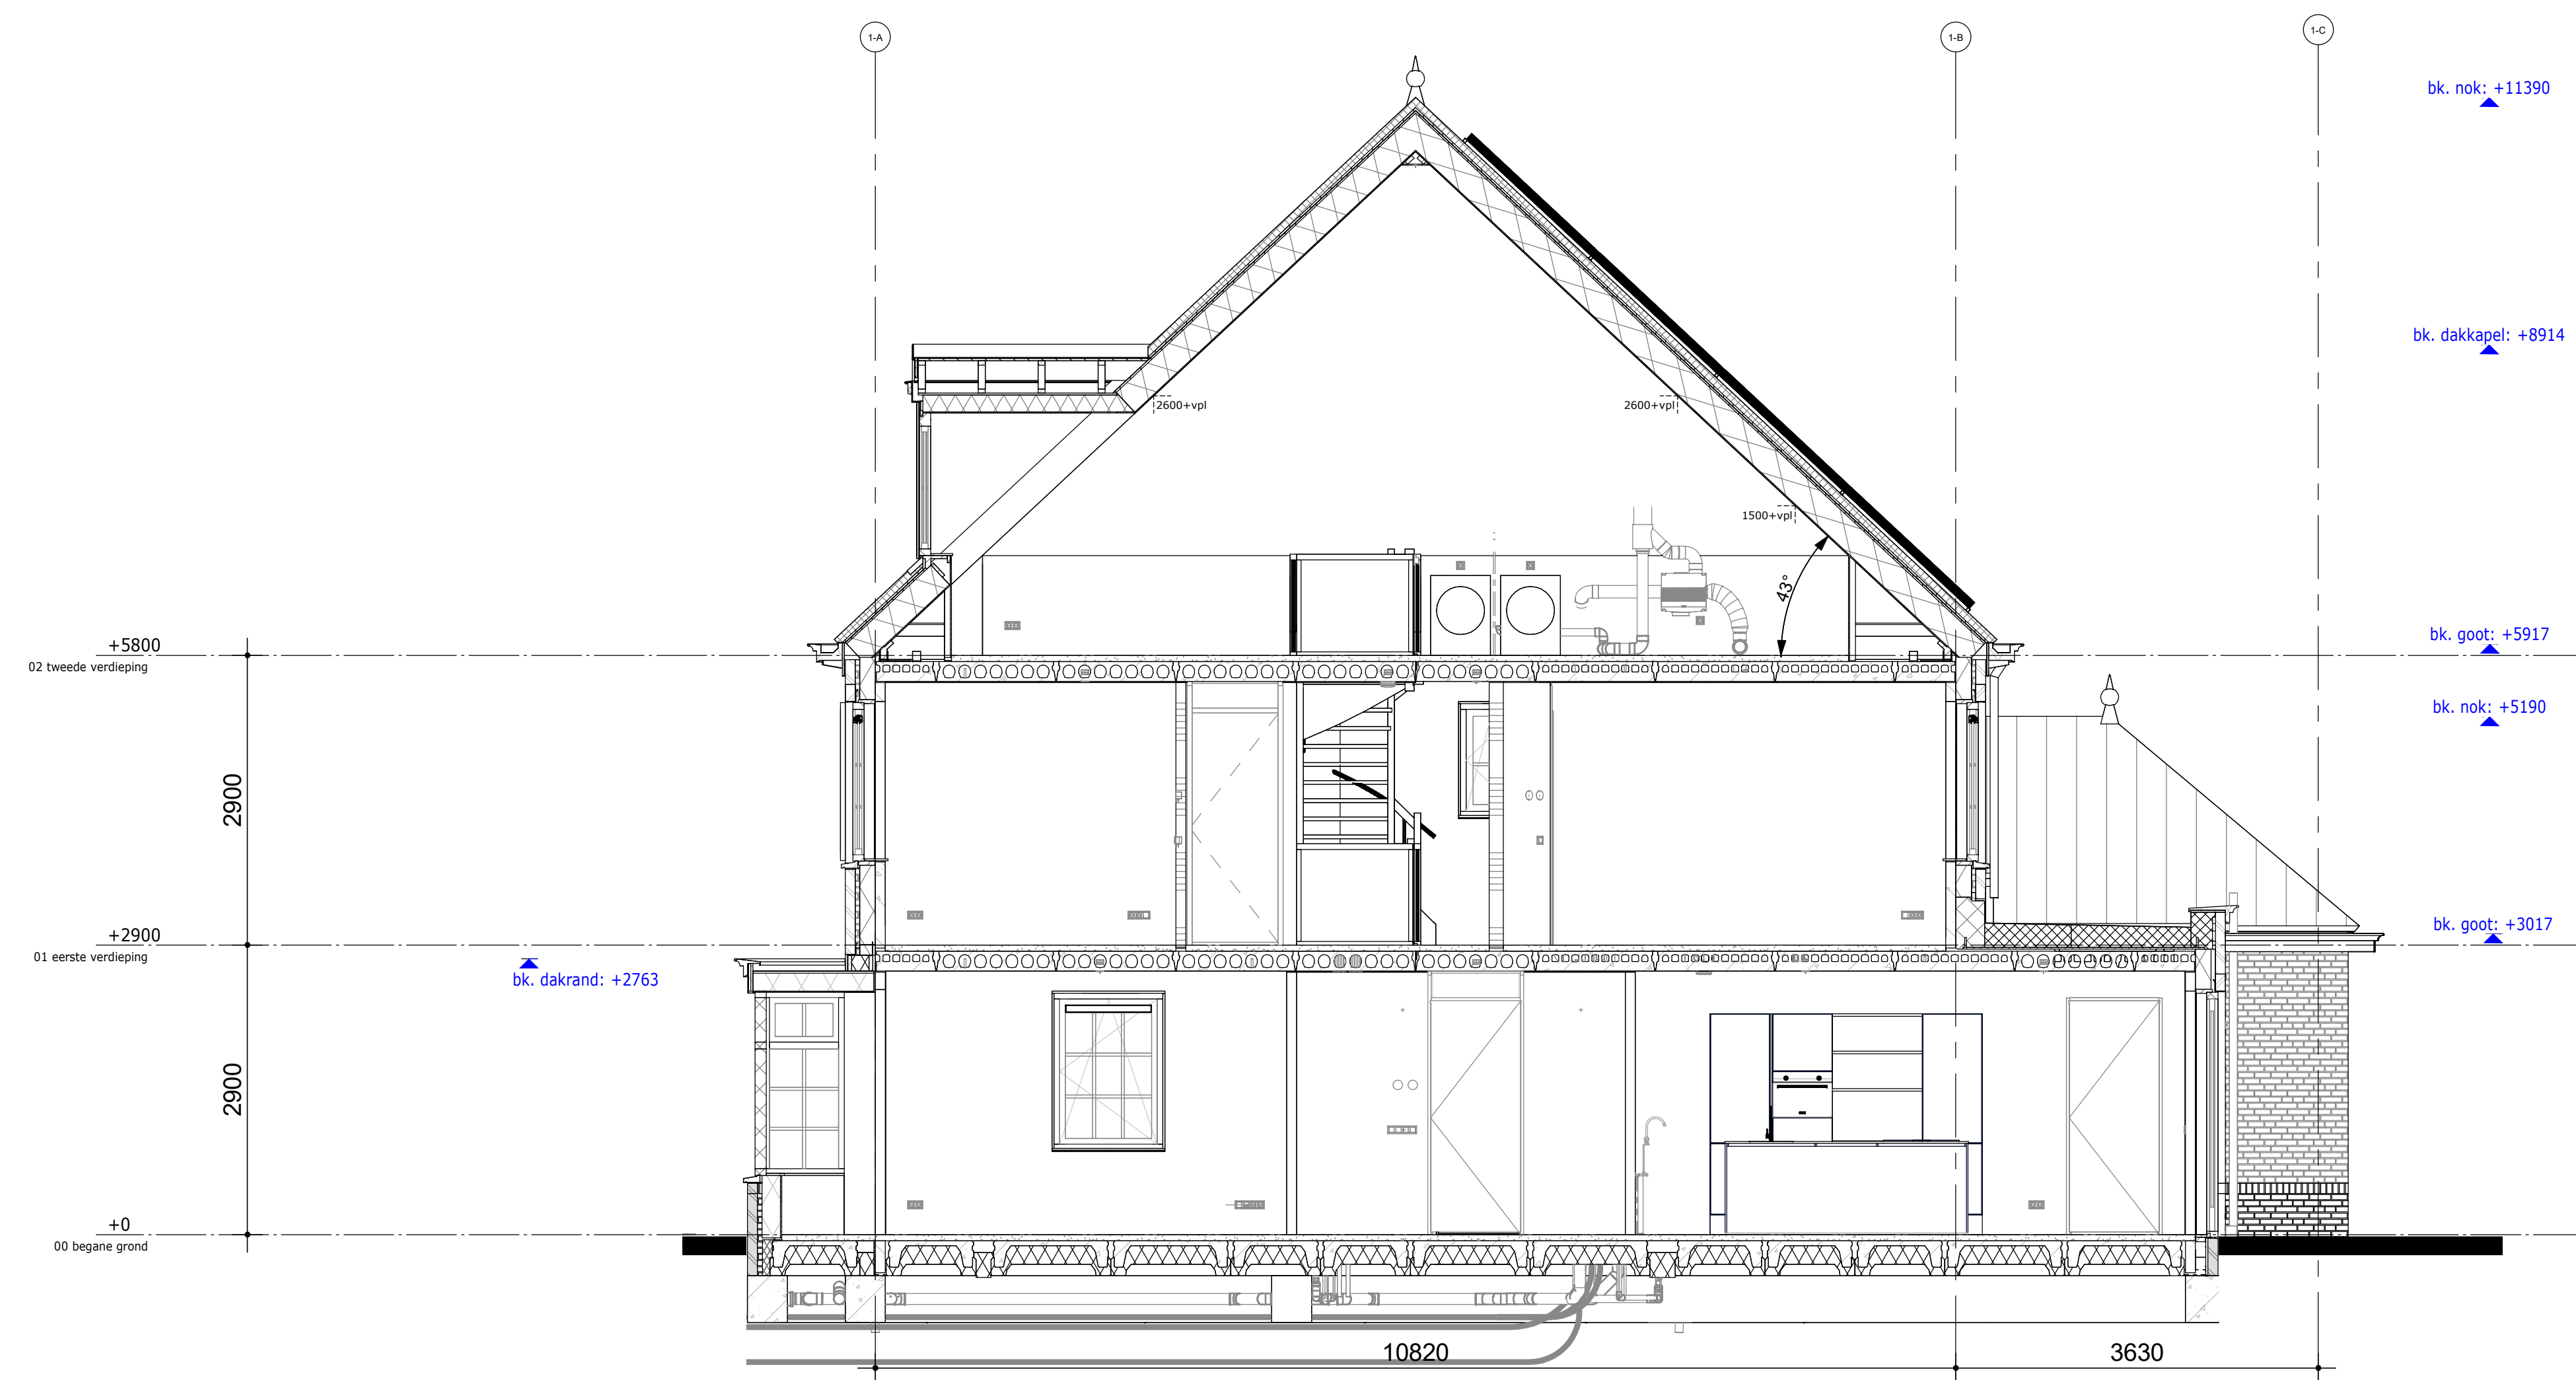 1-A
1-B
1-C
bk. nok: +11390
bk. dakkapel: +8914
2600+vpl
2600+vpl
1500+vpl
43°
+5800
02 tweede verdieping
bk. goot: +5917
bk. nok: +5190
2900
+2900
01 eerste verdieping
bk. goot: +3017
bk. dakrand: +2763
2900
+0
00 begane grond
10820
3630